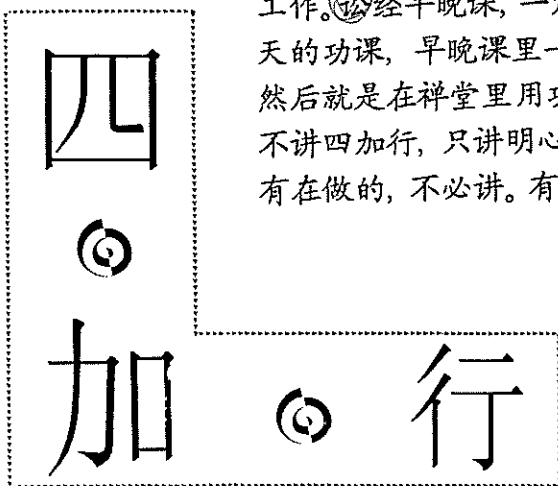 四
加 行
工作。讼经早晚课，一
天的功课，早晚课里一
然后就是在禅堂里用
不讲四加行，只讲明心
有在做的，不必讲。有